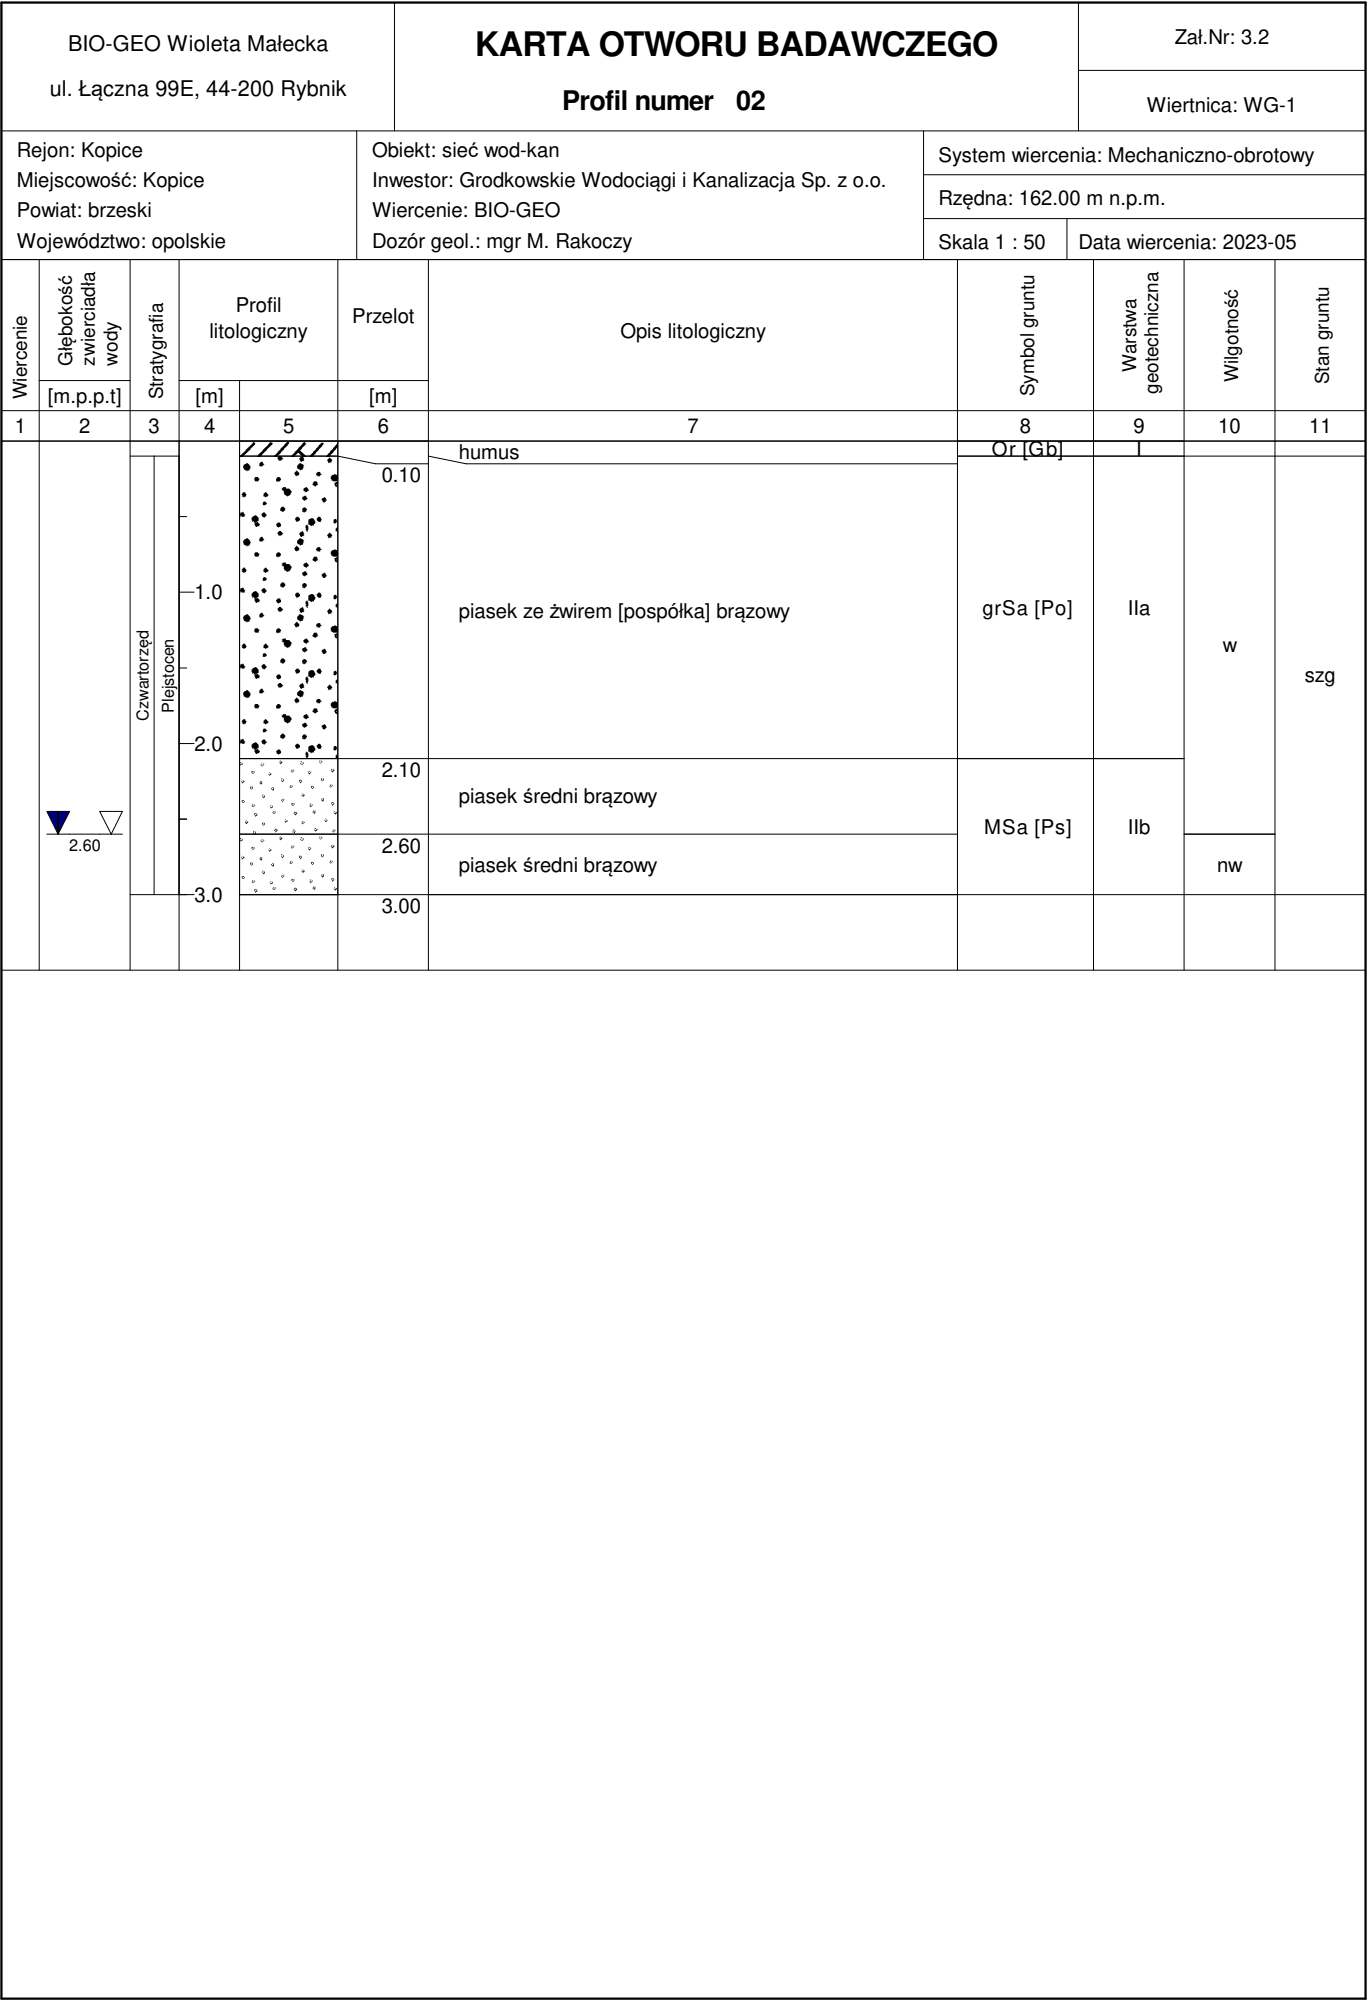 BIO-GEO Wioleta Małecka
ul. Łączna 99E, 44-200 Rybnik
KARTA OTWORU BADAWCZEGO
Profil numer 02
Zał.Nr: 3.2
Wiertnica: WG-1
Rejon: Kopice
Miejscowość: Kopice
Powiat: brzeski
Województwo: opolskie
Obiekt: sieć wod-kan
Inwestor: Grodkowskie Wodociągi i Kanalizacja Sp. z o.o.
Wiercenie: BIO-GEO
Dozór geol.: mgr M. Rakoczy
System wiercenia: Mechaniczno-obrotowy
Rzędna: 162.00 m n.p.m.
Skala 1 : 50
Data wiercenia: 2023-05
Wiercenie
Głębokość
zwierciadła
wody
[m.p.p.t]
Stratygrafia
Profil
litologiczny
[m]
Przelot
[m]
Opis litologiczny
Symbol gruntu
Warstwa
geotechniczna
Wilgotność
Stan gruntu
1 2 3 4 5 6 7 8 9 10 11
humus
Or [Gb]
I
0.10
1.0
piasek ze żwirem [pospółka] brązowy
grSa [Po]
IIa
w
Czwartorzęd
Plejstocen
szg
2.0
2.10
piasek średni brązowy
MSa [Ps]
IIb
2.60
2.60
piasek średni brązowy
nw
3.0
3.00